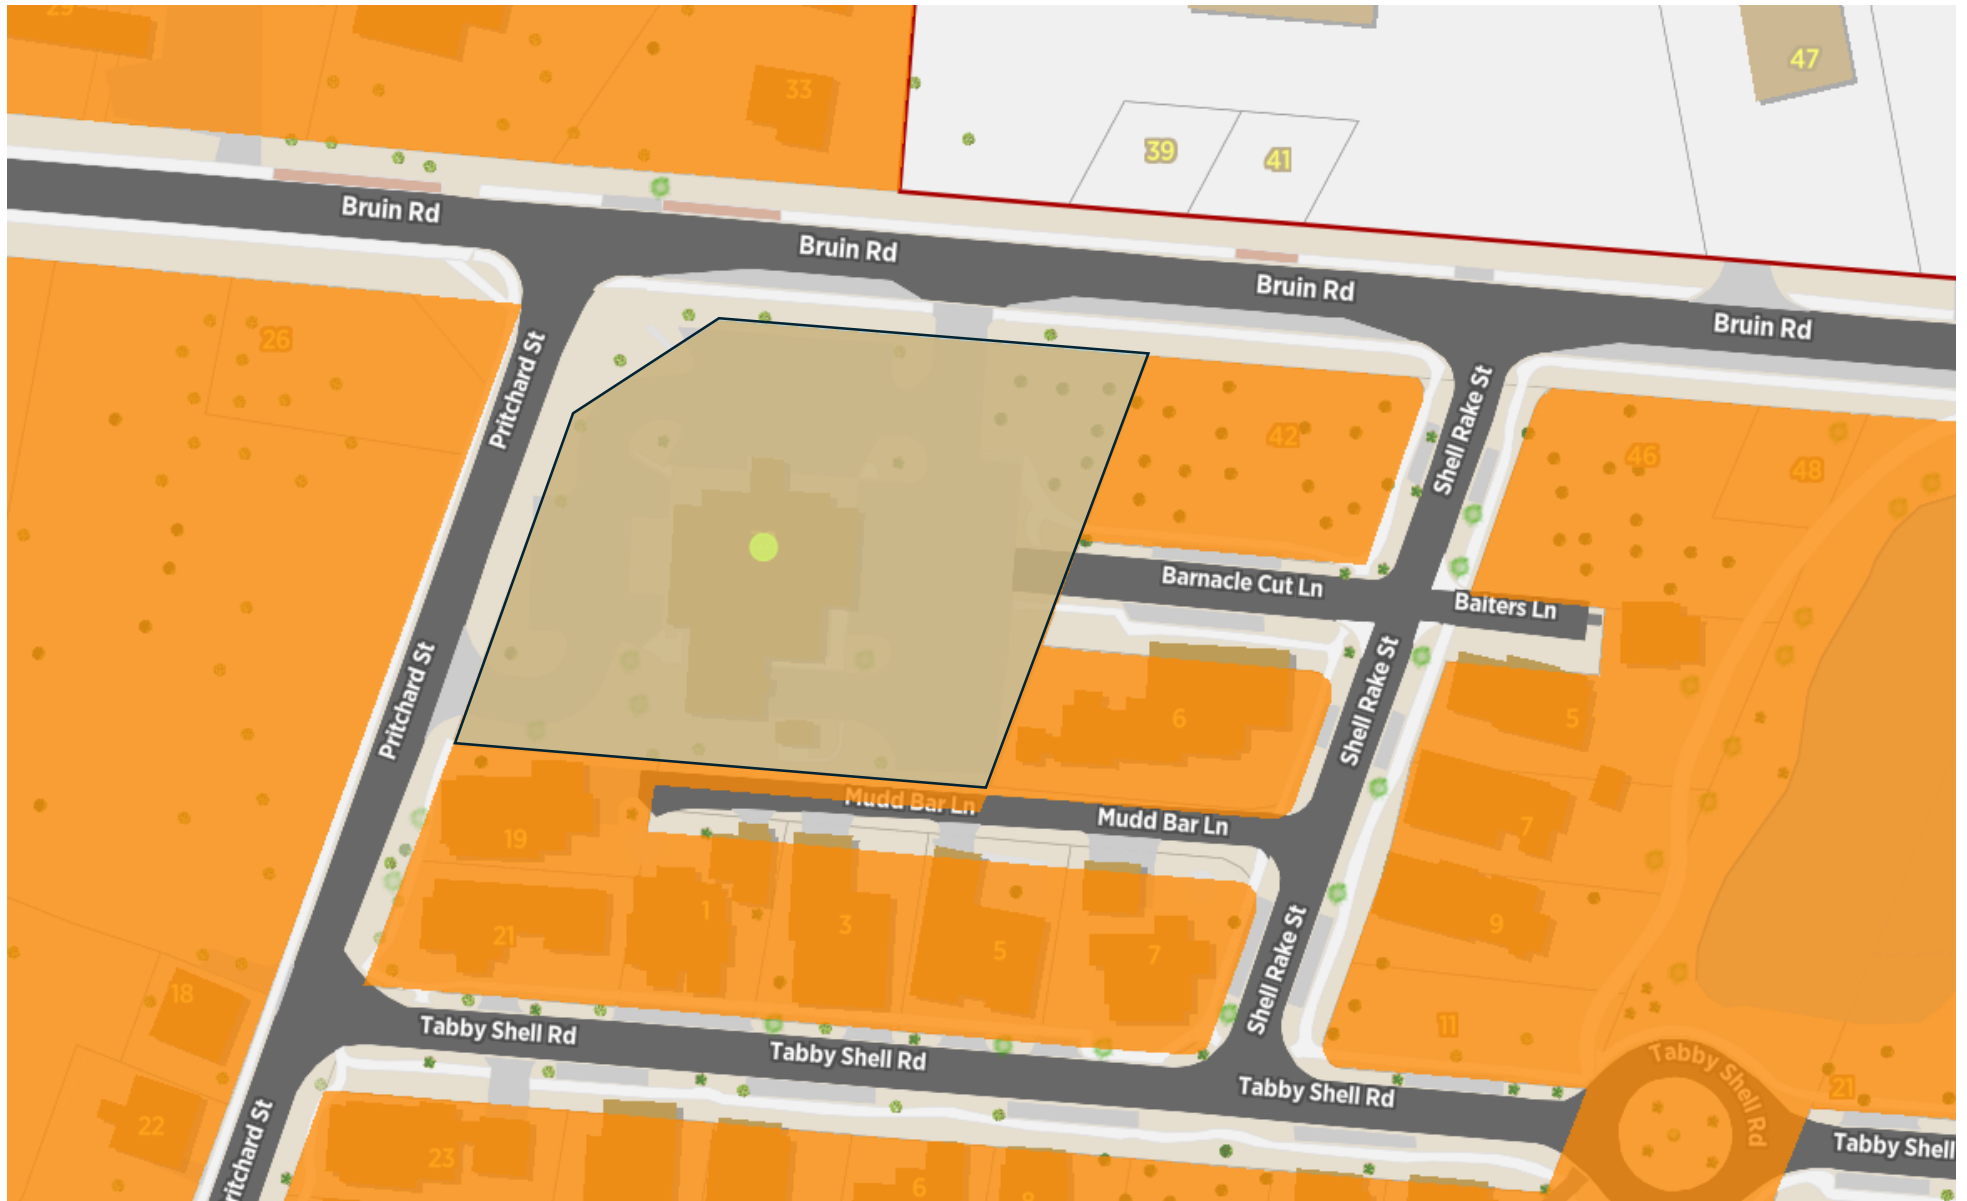 29
33
47
39
41
Bruin Rd
Bruin Rd
Bruin Rd
Bruin Rd
26
Pritchard St
42
Shell Rake St
46
48
Barnacle Cut Ln
Baiters Ln
Pritchard St
6
Shell Rake St
5
Mudd Bar Ln
Mudd Bar Ln
19
7
21
1
3
5
7
9
18
Shell Rake St
11
Tabby Shell Rd
Tabby Shell Rd
Tabby Shell Rd
Tabby Shell Rd
21
22
Pritchard St
23
Tabby Shell
6
8